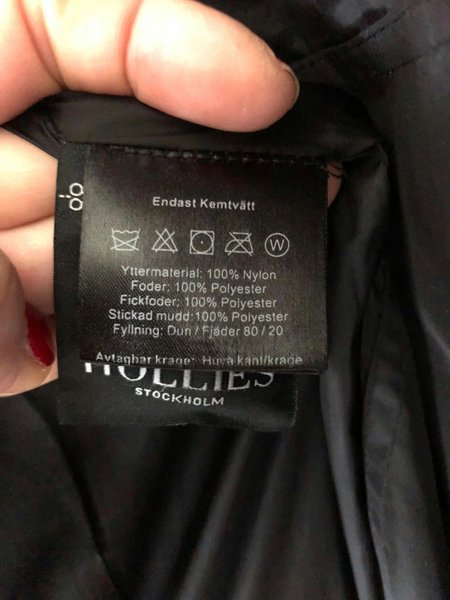 Endast Kemtvätt
W
Yttermaterial: 100% Nylon
Foder: 100% Polyester
Fickfoder: 100% Polyester
Stickad mudd:100% Polyester
Fyllning: Dun / Fjäder 80 / 20
Avtagbar krage: Huva kant/krage
HOLLIES
STOCKHOLM